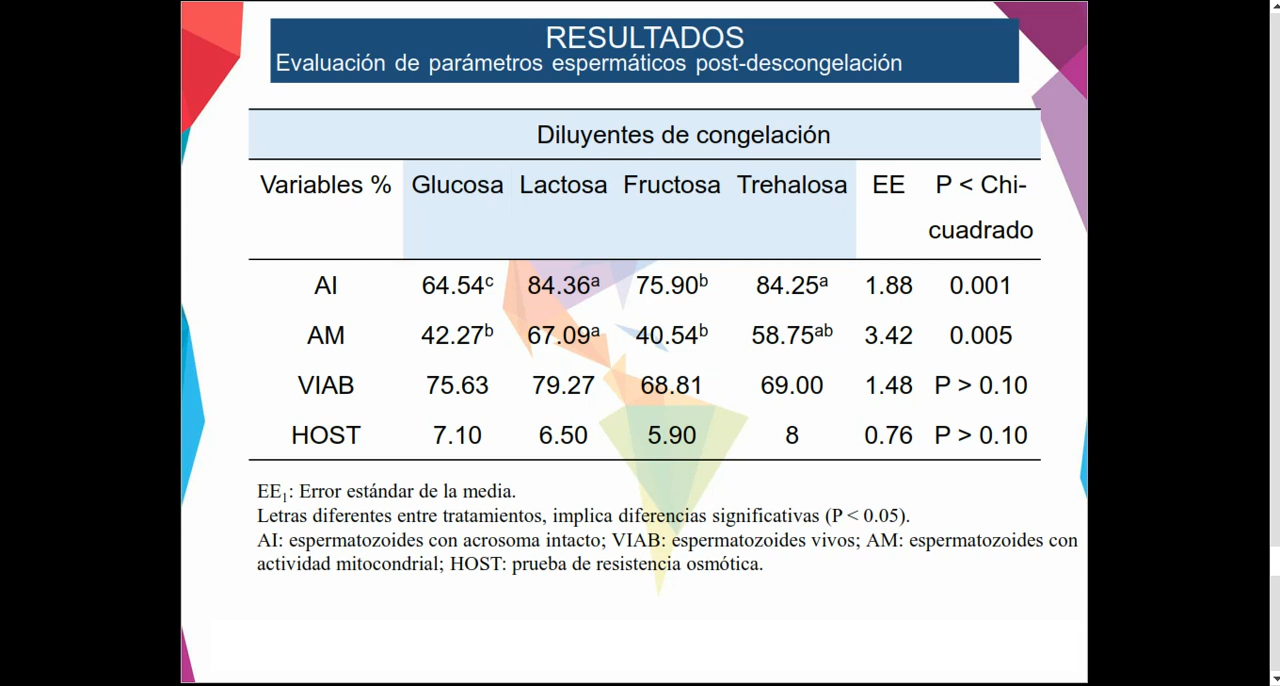 RESULTADOS
Evaluación de parámetros espermáticos post-descongelación
Diluyentes de congelación
Variables % Glucosa Lactosa Fructosa Trehalosa EE P < Chi-
cuadrado
AI 64.54c 84.36a 75.90b 84.25a 1.88 0.001
AM 42.27b 67.09a 40.54b 58.75ab 3.42 0.005
VIAB 75.63 79.27 68.81 69.00 1.48 P > 0.10
HOST 7.10 6.50 5.90 8 0.76 P > 0.10
EE1: Error estándar de la media.
Letras diferentes entre tratamientos, implica diferencias significativas (P < 0.05).
AI: espermatozoides con acrosoma intacto; VIAB: espermatozoides vivos; AM: espermatozoides con
actividad mitocondrial; HOST: prueba de resistencia osmótica.